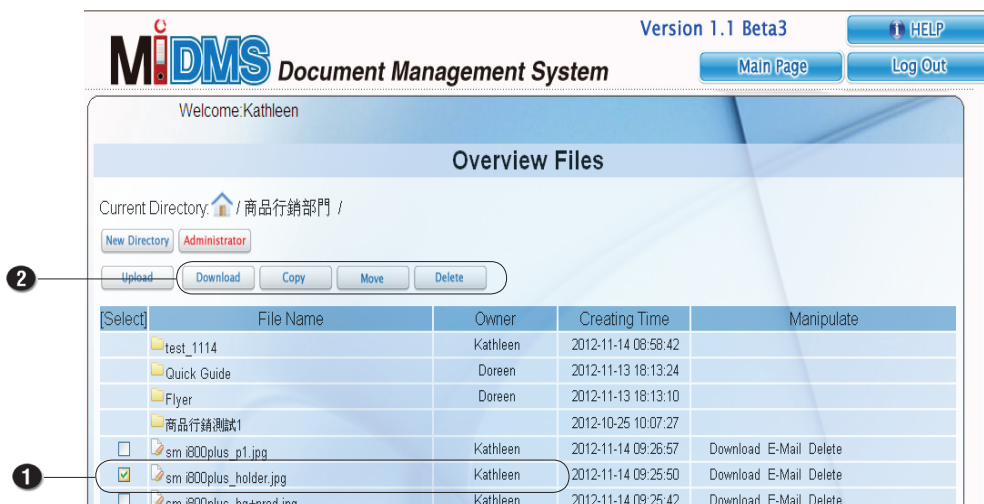 Version 1.1 Beta3
HELP
MiDMS Document Management System
Main Page
Log Out
Welcome:Kathleen
Overview Files
Current Directory: / 商品行銷部門 /
New Directory Administrator
2 Upload Download Copy Move Delete
[Select] File Name Owner Creating Time Manipulate
test_1114 Kathleen 2012-11-14 08:58:42
Quick Guide Doreen 2012-11-13 18:13:24
Flyer Doreen 2012-11-13 18:13:10
商品行銷測試1 2012-10-25 10:07:27
sm i800plus_p1.jpg Kathleen 2012-11-14 09:26:57 Download E-Mail Delete
1 sm i800plus_holder.jpg Kathleen 2012-11-14 09:25:50 Download E-Mail Delete
sm i800plus_bg+prod.jpg Kathleen 2012-11-14 09:25:42 Download E-Mail Delete